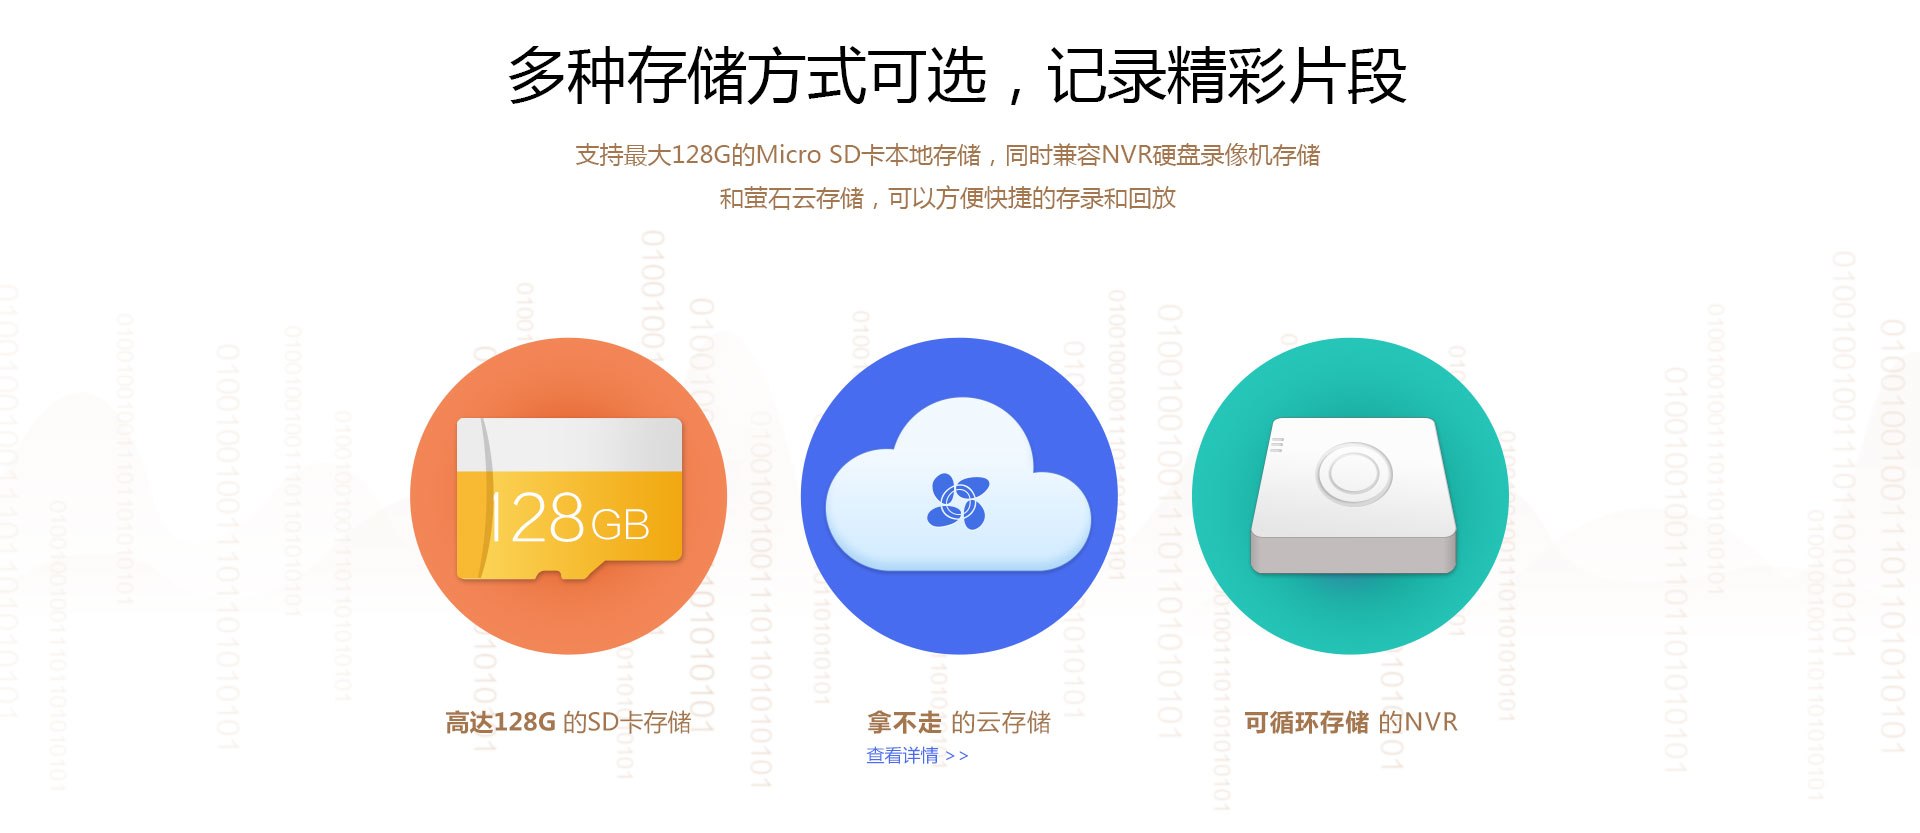 多种存储方式可选，记录精彩片段
支持最大128G的Micro SD卡本地存储，同时兼容NVR硬盘录像机存储
和萤石云存储，可以方便快捷的存录和回放
128GB
高达128G 的SD卡存储
拿不走 的云存储
可循环存储 的NVR
查看详情 >>